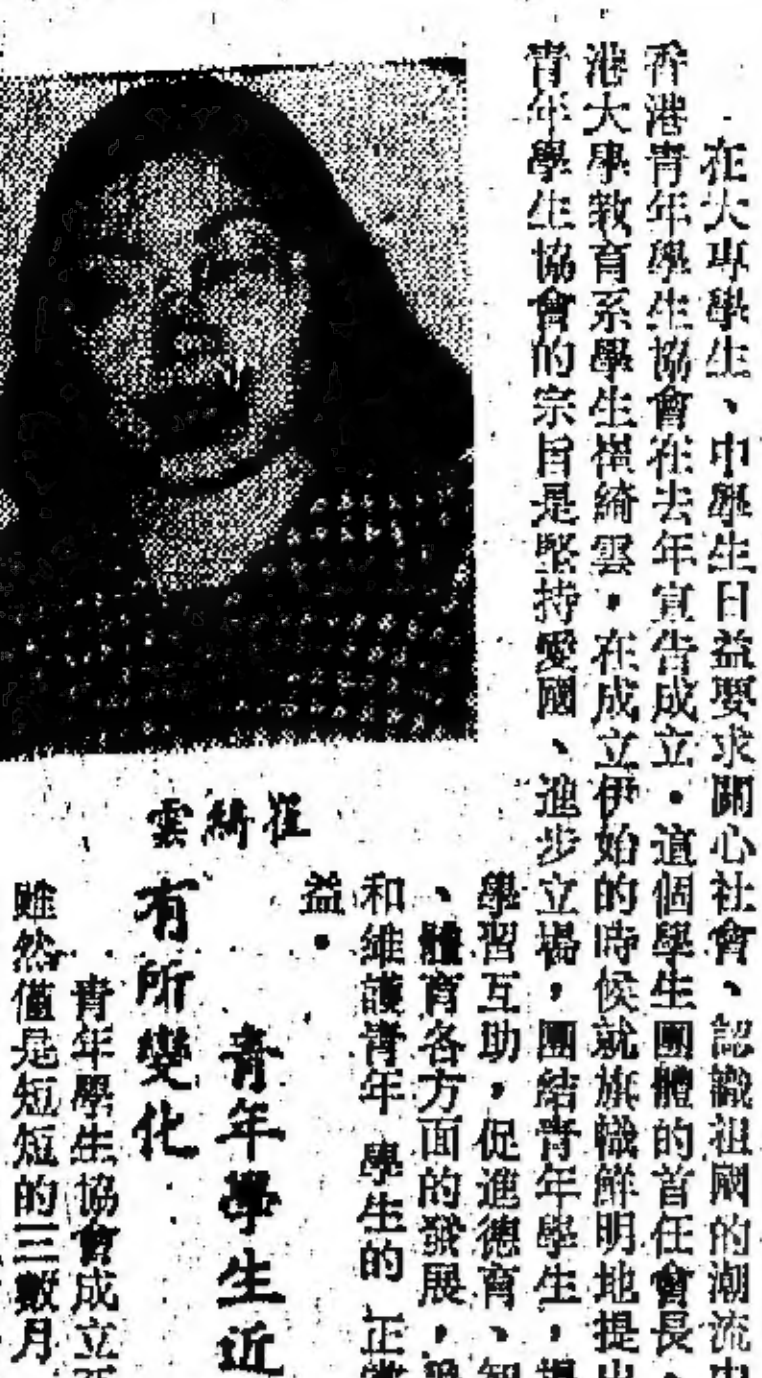 在大專學生、中學生日益要求關心社會、認識祖國的潮流中
香港青年學生協會在去年宣告成立。這個學生團體的首任會長、
港大學教育系學生崔綺雲，在成立伊始的時候就旗幟鮮明地提出
青年學生協會的宗旨是堅持愛國、進步立場，團結青年學生，提
學習互助，促進德育、知
、體育各方面的發展，
和維護青年學生的正當
益。
崔綺雲
青年學生近
有所變化
青年學生協會成立至
雖然僅是短短的三數月